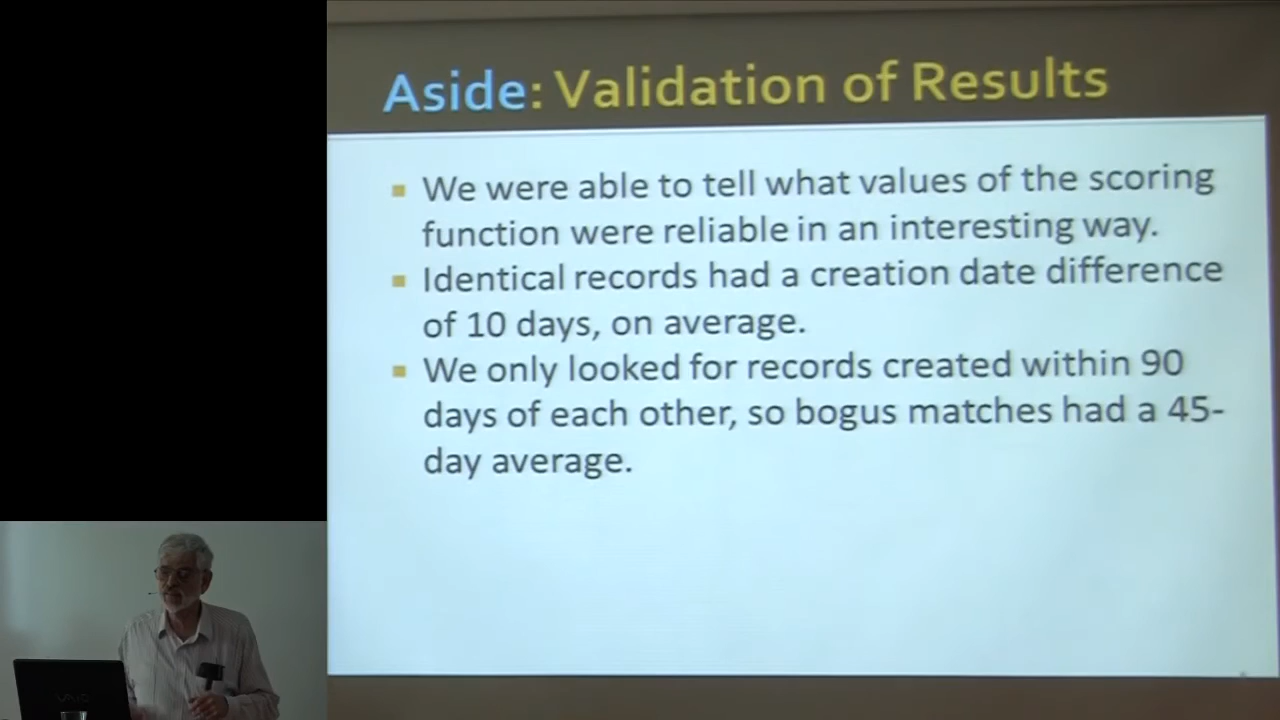 Aside: Validation of Results
We were able to tell what values of the scoring
function were reliable in an interesting way.
Identical records had a creation date difference
of 10 days, on average.
We only looked for records created within 90
days of each other, so bogus matches had a 45-
day average.
VAIO